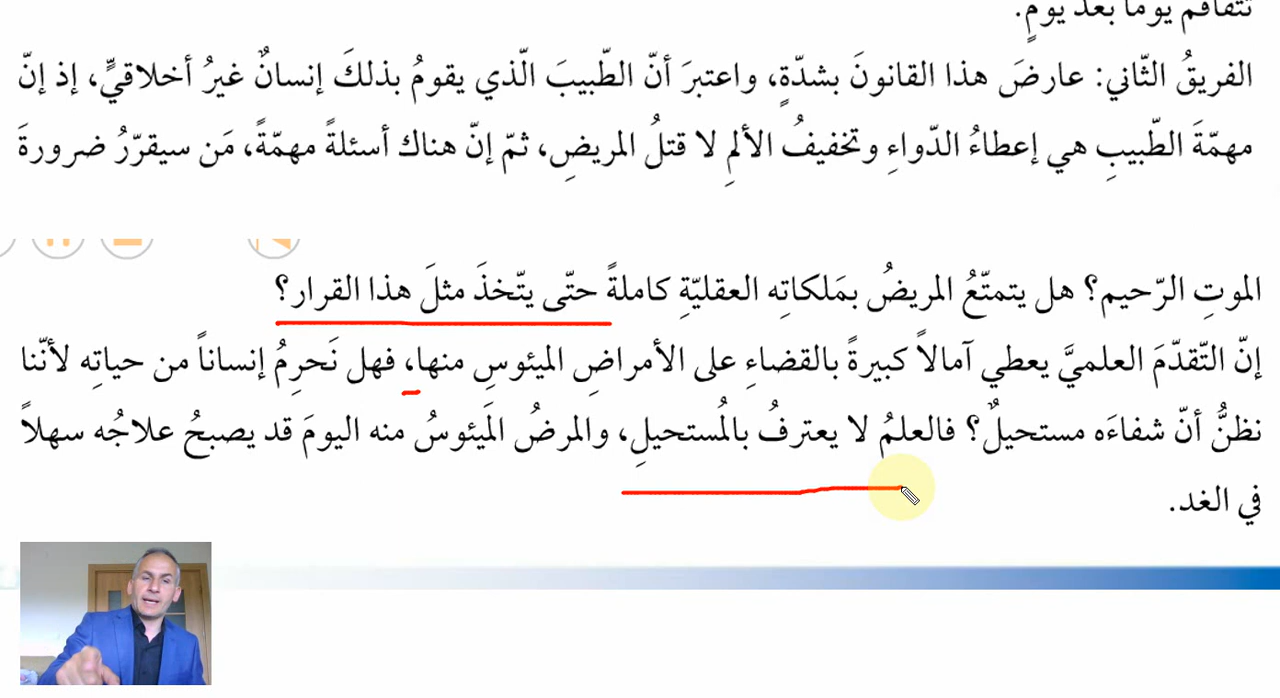 تتفاقم يوماً بعد يومٍ.
الفريقُ الثّاني: عارضَ هذا القانونَ بشدّةٍ، واعتبرَ أنّ الطّبيبَ الّذي يقومُ بذلكَ إنسانٌ غيرُ أخلاقيٍّ، إذ إنّ
مهمّةَ الطّبيبِ هي إعطاءُ الدّواءِ وتخفيفُ الألمِ لا قتلُ المريضِ، ثمّ إنّ هناك أسئلةً مهمّةً، مَن سيقرّرُ ضرورةَ
الموتِ الرّحيم؟ هل يتمتّعُ المريضُ بمَلكاتِه العقليّةِ كاملةً حتّى يتّخذَ مثلَ هذا القرار؟
إنّ التّقدّمَ العلميَّ يعطي آمالاً كبيرةً بالقضاءِ على الأمراضِ الميئوسِ منها، فهل نَحرِمُ إنساناً من حياتِه لأنّنا
نظنُّ أنّ شفاءَه مستحيلٌ؟ فالعلمُ لا يعترفُ بالمُستحيلِ، والمرضُ المَيئوسُ منه اليومَ قد يصبحُ علاجُه سهلاً
في الغد.